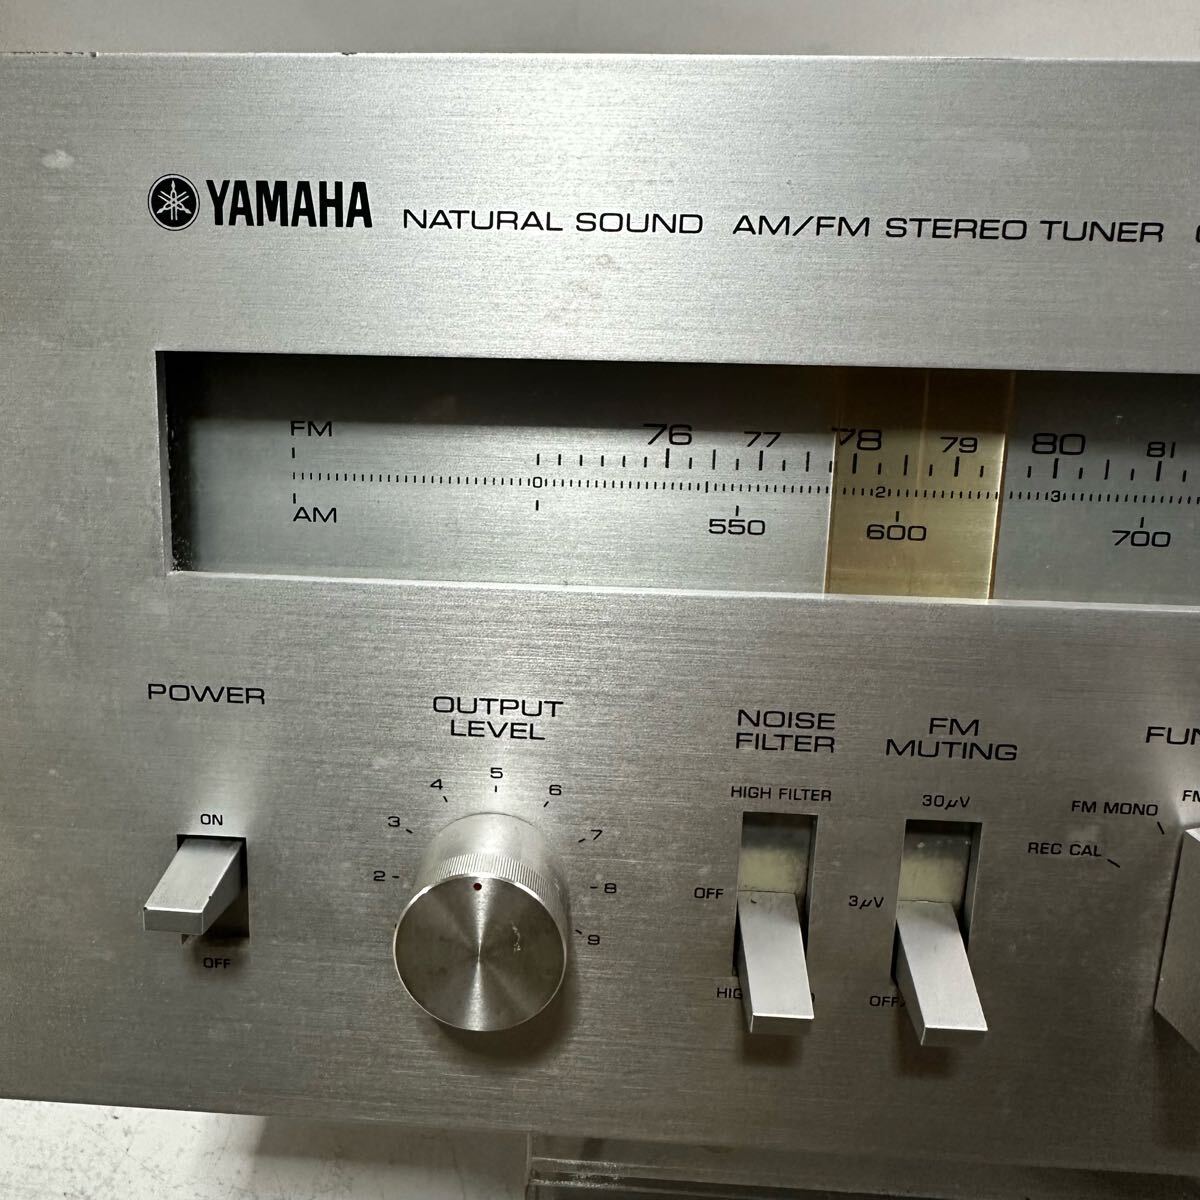 YAMAHA NATURAL SOUND AM/FM STEREO TUNER
FM 76 77 78 79 80 81
0 2 3
AM 550 600 700
POWER
ON
OFF
OUTPUT
LEVEL
2 3 4 5 6 7 8 9
NOISE
FILTER
HIGH FILTER
OFF
FM
MUTING
30μV
3μV
OFF
FM MONO
REC CAL